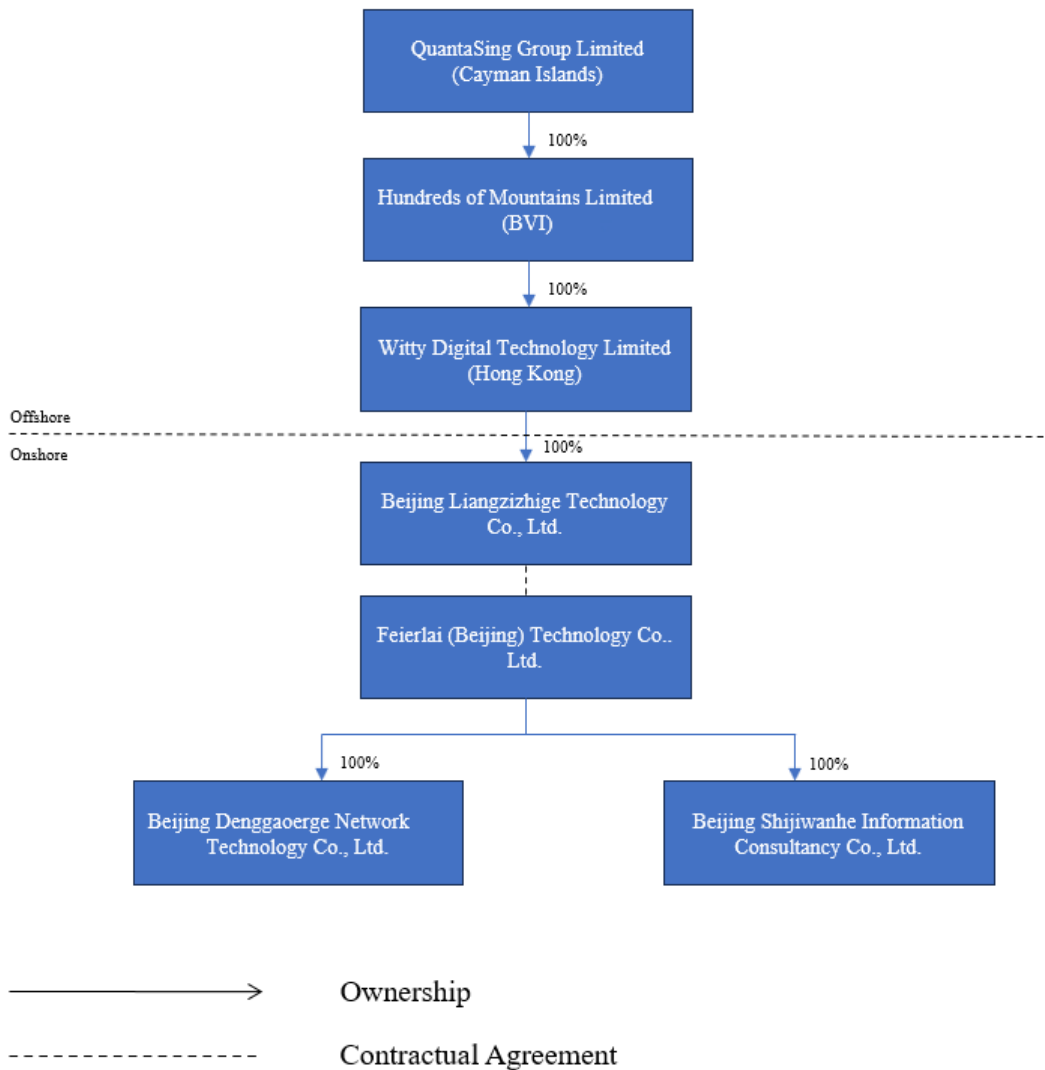 QuantaSing Group Limited
(Cayman Islands)
100%
Hundreds of Mountains Limited
(BVI)
100%
Witty Digital Technology Limited
(Hong Kong)
Offshore
Onshore
100%
Beijing Liangzizhige Technology
Co., Ltd.
Feierlai (Beijing) Technology Co..
Ltd.
100%
100%
Beijing Denggaoerge Network
Technology Co., Ltd.
Beijing Shijiwanhe Information
Consultancy Co., Ltd.
Ownership
Contractual Agreement